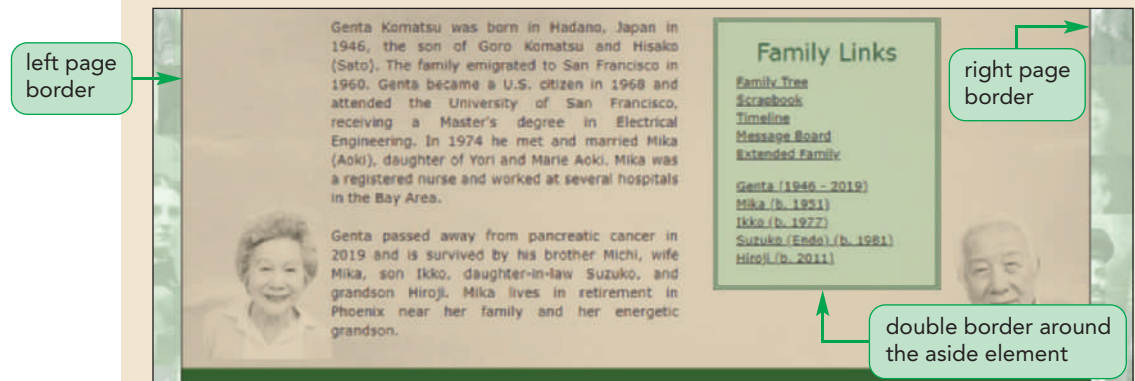 left page
border
Genta Komatsu was born in Hadano, Japan in
1946, the son of Goro Komatsu and Hisako
(Sato). The family emigrated to San Francisco in
1960. Genta became a U.S. citizen in 1968 and
attended the University of San Francisco,
receiving a Master's degree in Electrical
Engineering. In 1974 he met and married Mika
(Aoki), daughter of Yori and Marie Aoki. Mika was
a registered nurse and worked at several hospitals
in the Bay Area.
Genta passed away from pancreatic cancer in
2019 and is survived by his brother Michi, wife
Mika, son Ikko, daughter-in-law Suzuko, and
grandson Hiroji. Mika lives in retirement in
Phoenix near her family and her energetic
grandson.
Family Links
Family Tree
Scrapbook
Timeline
Message Board
Extended Family
Genta (1946 - 2019)
Mika (b. 1951)
Ikko (b. 1977)
Suzuko (Endo) (b. 1981)
Hiroji (b. 2011)
right page
border
double border around
the aside element